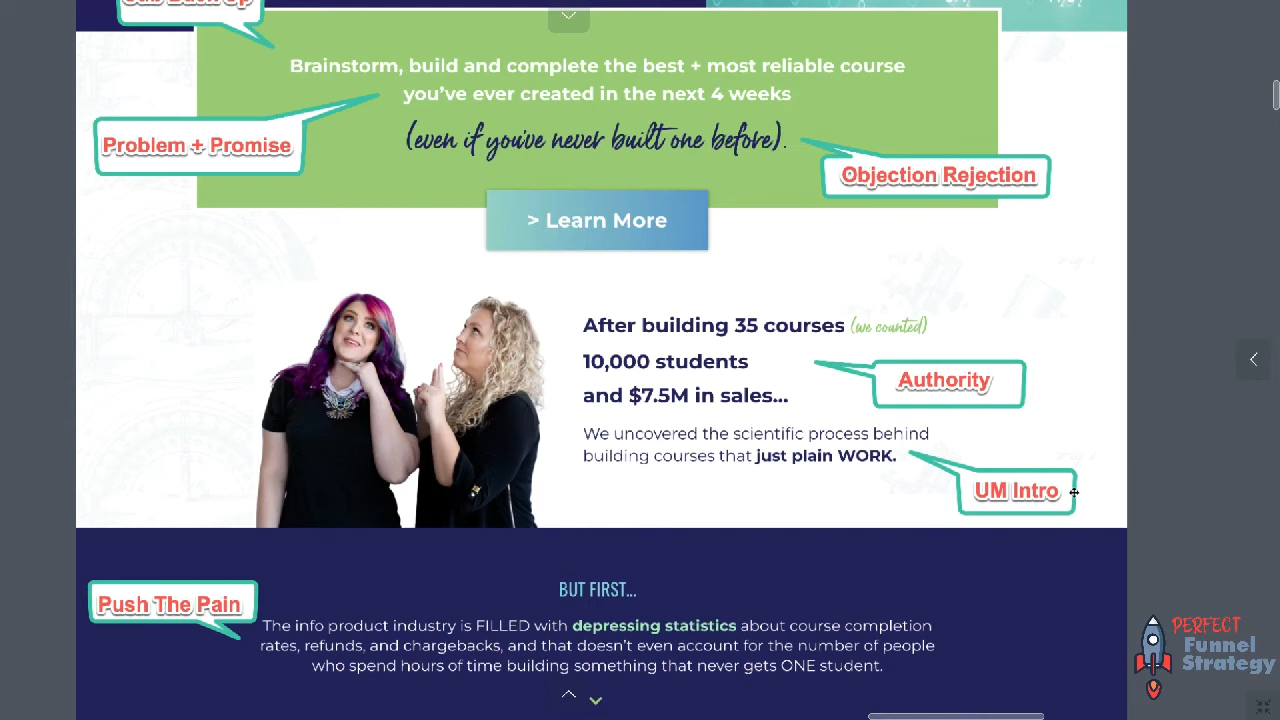 Sub Back Up
Brainstorm, build and complete the best + most reliable course
you've ever created in the next 4 weeks
Problem + Promise
(even if you've never built one before).
Objection Rejection
> Learn More
After building 35 courses (we counted)
10,000 students
Authority
and $7.5M in sales...
We uncovered the scientific process behind
building courses that just plain WORK.
UM Intro
BUT FIRST...
Push The Pain
The info product industry is FILLED with depressing statistics about course completion
rates, refunds, and chargebacks, and that doesn't even account for the number of people
who spend hours of time building something that never gets ONE student.
PERFECT
Funnel
Strategy